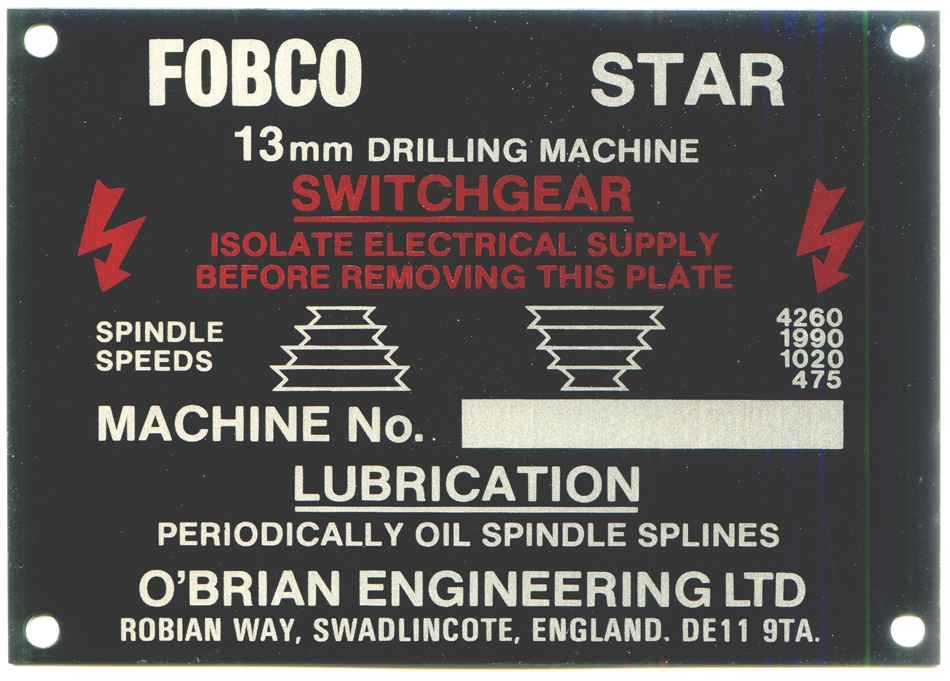 FOBCO STAR
13mm DRILLING MACHINE
SWITCHGEAR
ISOLATE ELECTRICAL SUPPLY
BEFORE REMOVING THIS PLATE
SPINDLE
SPEEDS
4260
1990
1020
475
MACHINE No.
LUBRICATION
PERIODICALLY OIL SPINDLE SPLINES
O'BRIAN ENGINEERING LTD
ROBIAN WAY, SWADLINCOTE, ENGLAND. DE11 9TA.